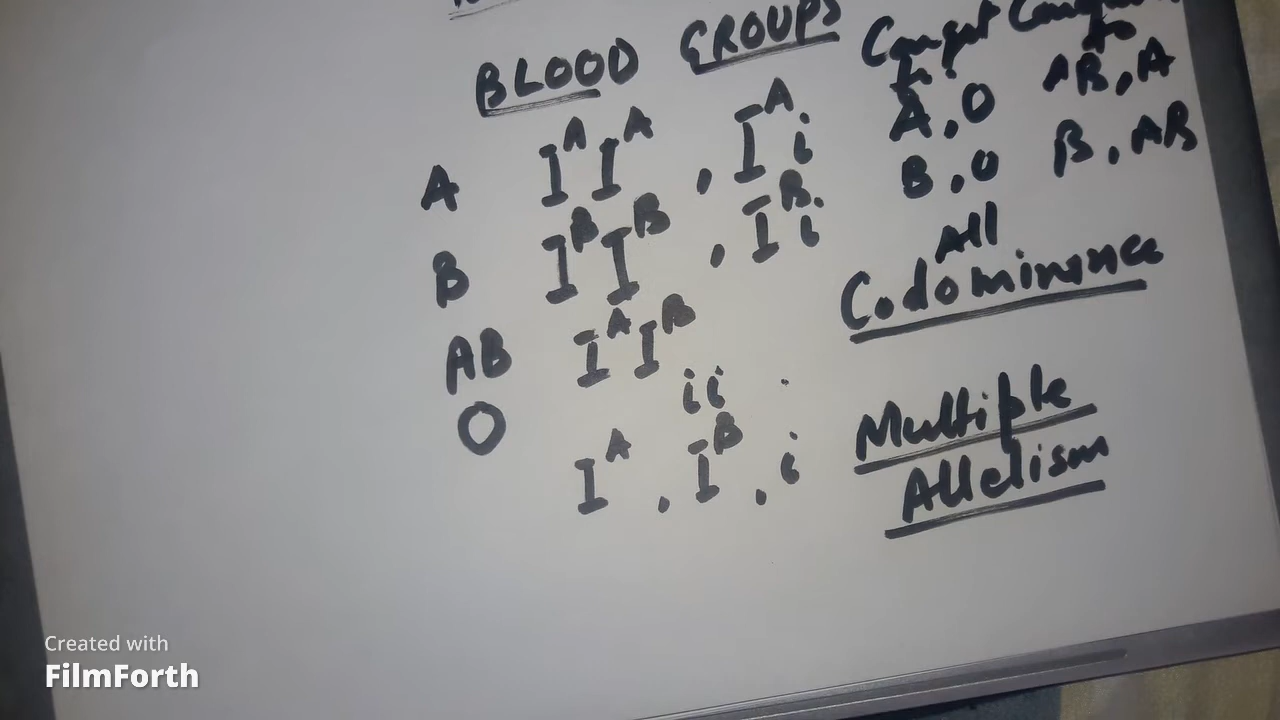 BLOOD GROUPS
A I^A I^A , I^A i A,O AB,A
B I^B I^B , I^B i B,O B,AB
AB I^A I^B All Codominance
O ii
I^A , I^B , i Multiple Allelism
Created with
FilmForth